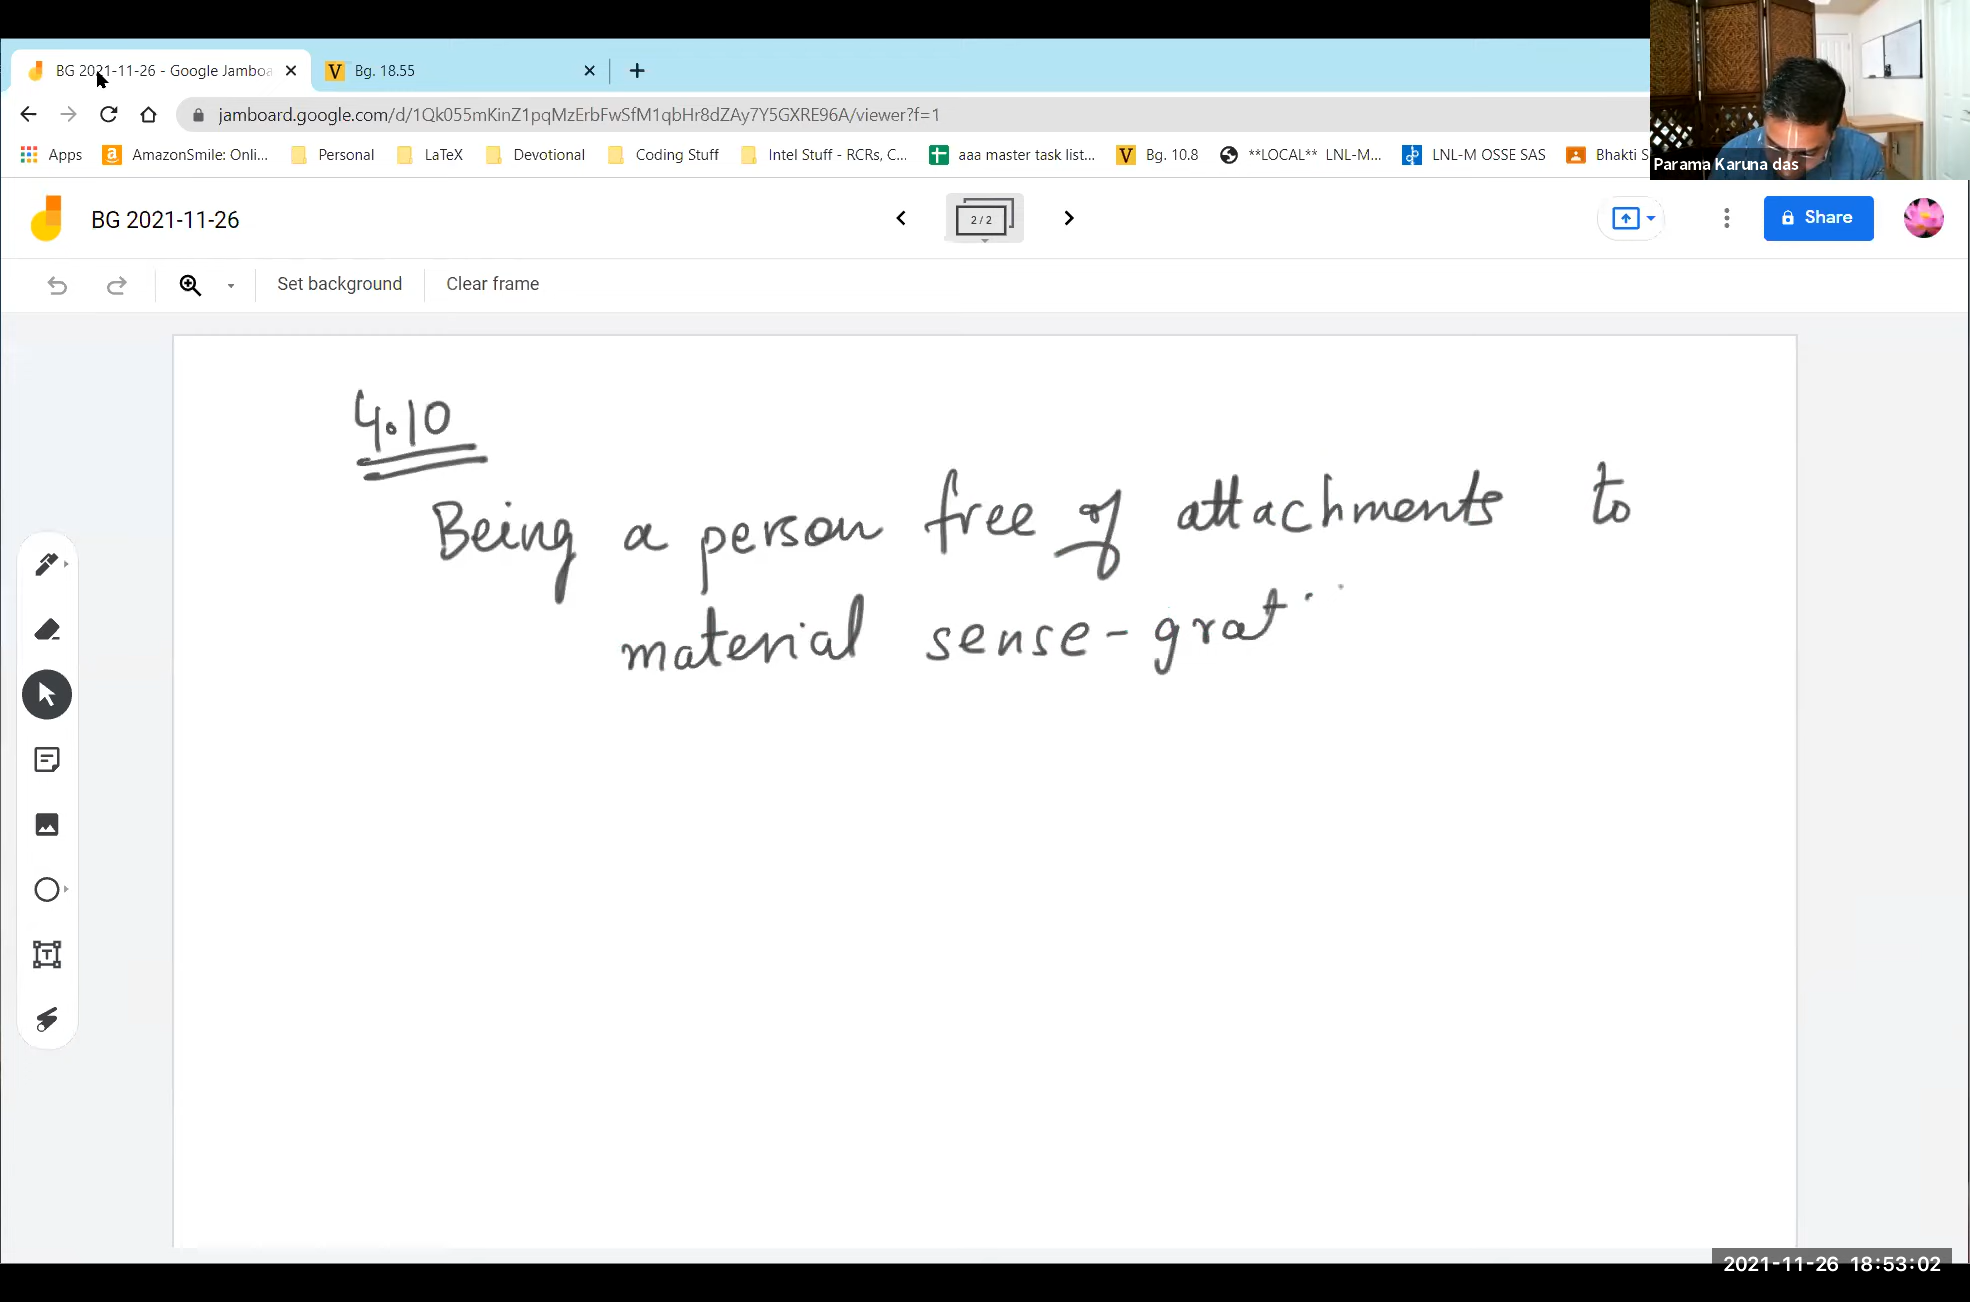 BG 2021-11-26 - Google Jamboa
Bg. 18.55
jamboard.google.com/d/1Qk055mKinZ1pqMzErbFwSfM1qbHr8dZAy7Y5GXRE96A/viewer?f=1
Apps AmazonSmile: Onli... Personal LaTeX Devotional Coding Stuff Intel Stuff - RCRs, C... aaa master task list... Bg. 10.8 **LOCAL** LNL-M... LNL-M OSSE SAS Bhakti S
Parama Karuna das
BG 2021-11-26
2 / 2
Share
Set background Clear frame
4.10
Being a person free of attachments to
material sense-grat
2021-11-26 18:53:02